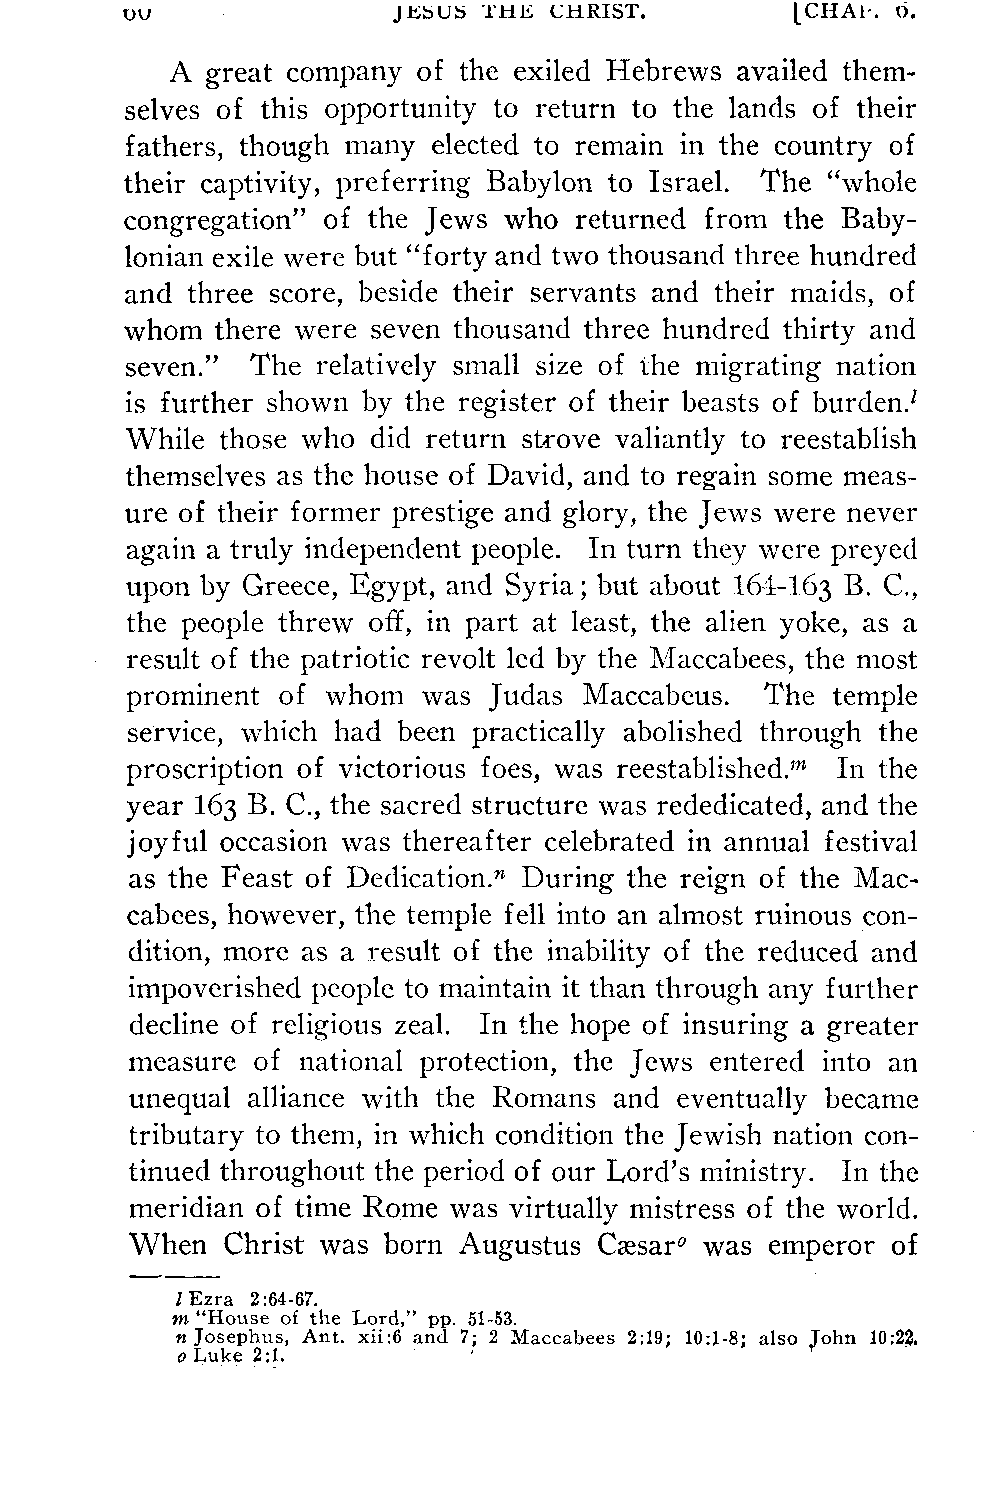 60 JESUS THE CHRIST. [CHAP. 6.
A great company of the exiled Hebrews availed them-
selves of this opportunity to return to the lands of their
fathers, though many elected to remain in the country of
their captivity, preferring Babylon to Israel. The “whole
congregation” of the Jews who returned from the Baby-
lonian exile were but “forty and two thousand three hundred
and three score, beside their servants and their maids, of
whom there were seven thousand three hundred thirty and
seven.” The relatively small size of the migrating nation
is further shown by the register of their beasts of burden.l
While those who did return strove valiantly to reestablish
themselves as the house of David, and to regain some meas-
ure of their former prestige and glory, the Jews were never
again a truly independent people. In turn they were preyed
upon by Greece, Egypt, and Syria; but about 164-163 B. C.,
the people threw off, in part at least, the alien yoke, as a
result of the patriotic revolt led by the Maccabees, the most
prominent of whom was Judas Maccabeus. The temple
service, which had been practically abolished through the
proscription of victorious foes, was reestablished.m In the
year 163 B. C., the sacred structure was rededicated, and the
joyful occasion was thereafter celebrated in annual festival
as the Feast of Dedication.n During the reign of the Mac-
cabees, however, the temple fell into an almost ruinous con-
dition, more as a result of the inability of the reduced and
impoverished people to maintain it than through any further
decline of religious zeal. In the hope of insuring a greater
measure of national protection, the Jews entered into an
unequal alliance with the Romans and eventually became
tributary to them, in which condition the Jewish nation con-
tinued throughout the period of our Lord’s ministry. In the
meridian of time Rome was virtually mistress of the world.
When Christ was born Augustus Cæsaro was emperor of
l Ezra 2:64-67.
m “House of the Lord,” pp. 51-53.
n Josephus, Ant. xii:6 and 7; 2 Maccabees 2:19; 10:1-8; also John 10:22.
o Luke 2:1.